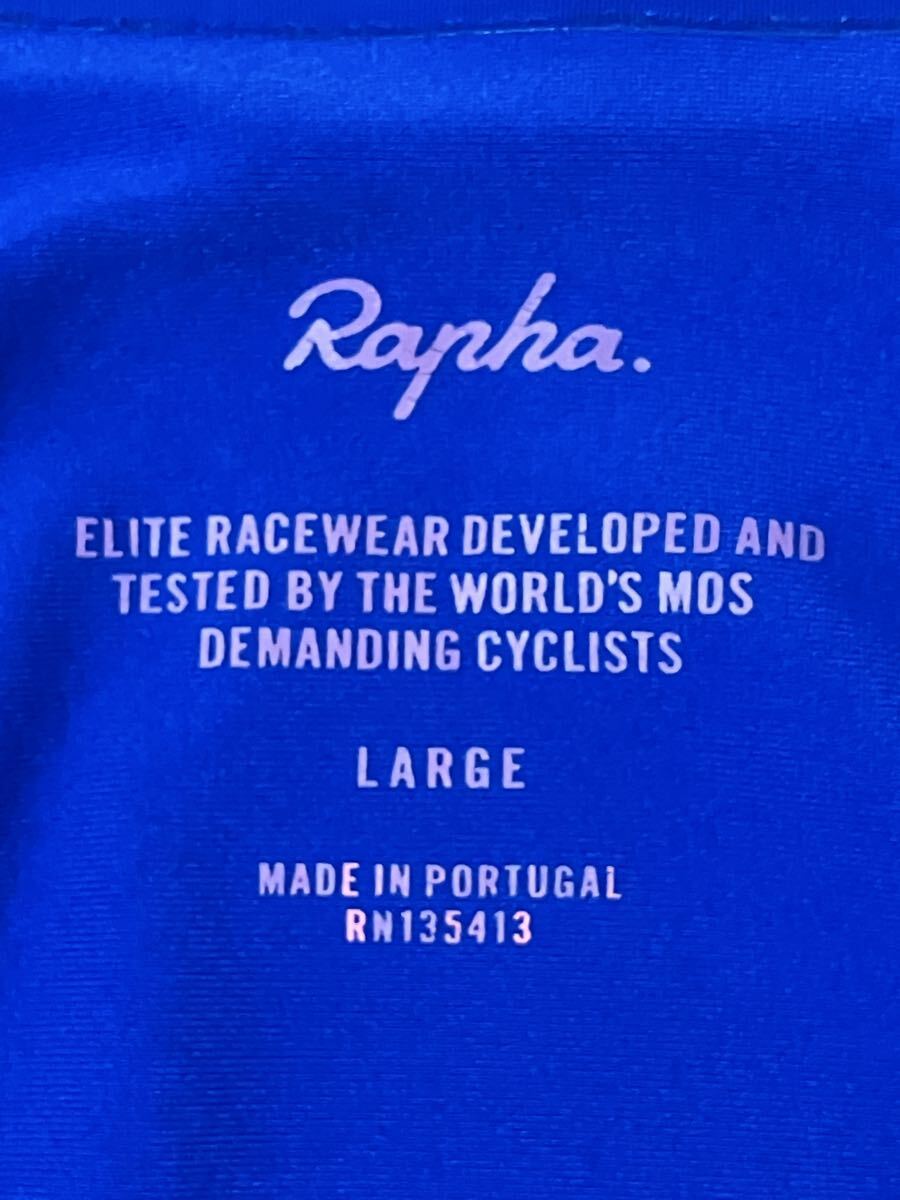 Rapha.
ELITE RACEWEAR DEVELOPED AND
TESTED BY THE WORLD'S MOS
DEMANDING CYCLISTS
LARGE
MADE IN PORTUGAL
RN135413